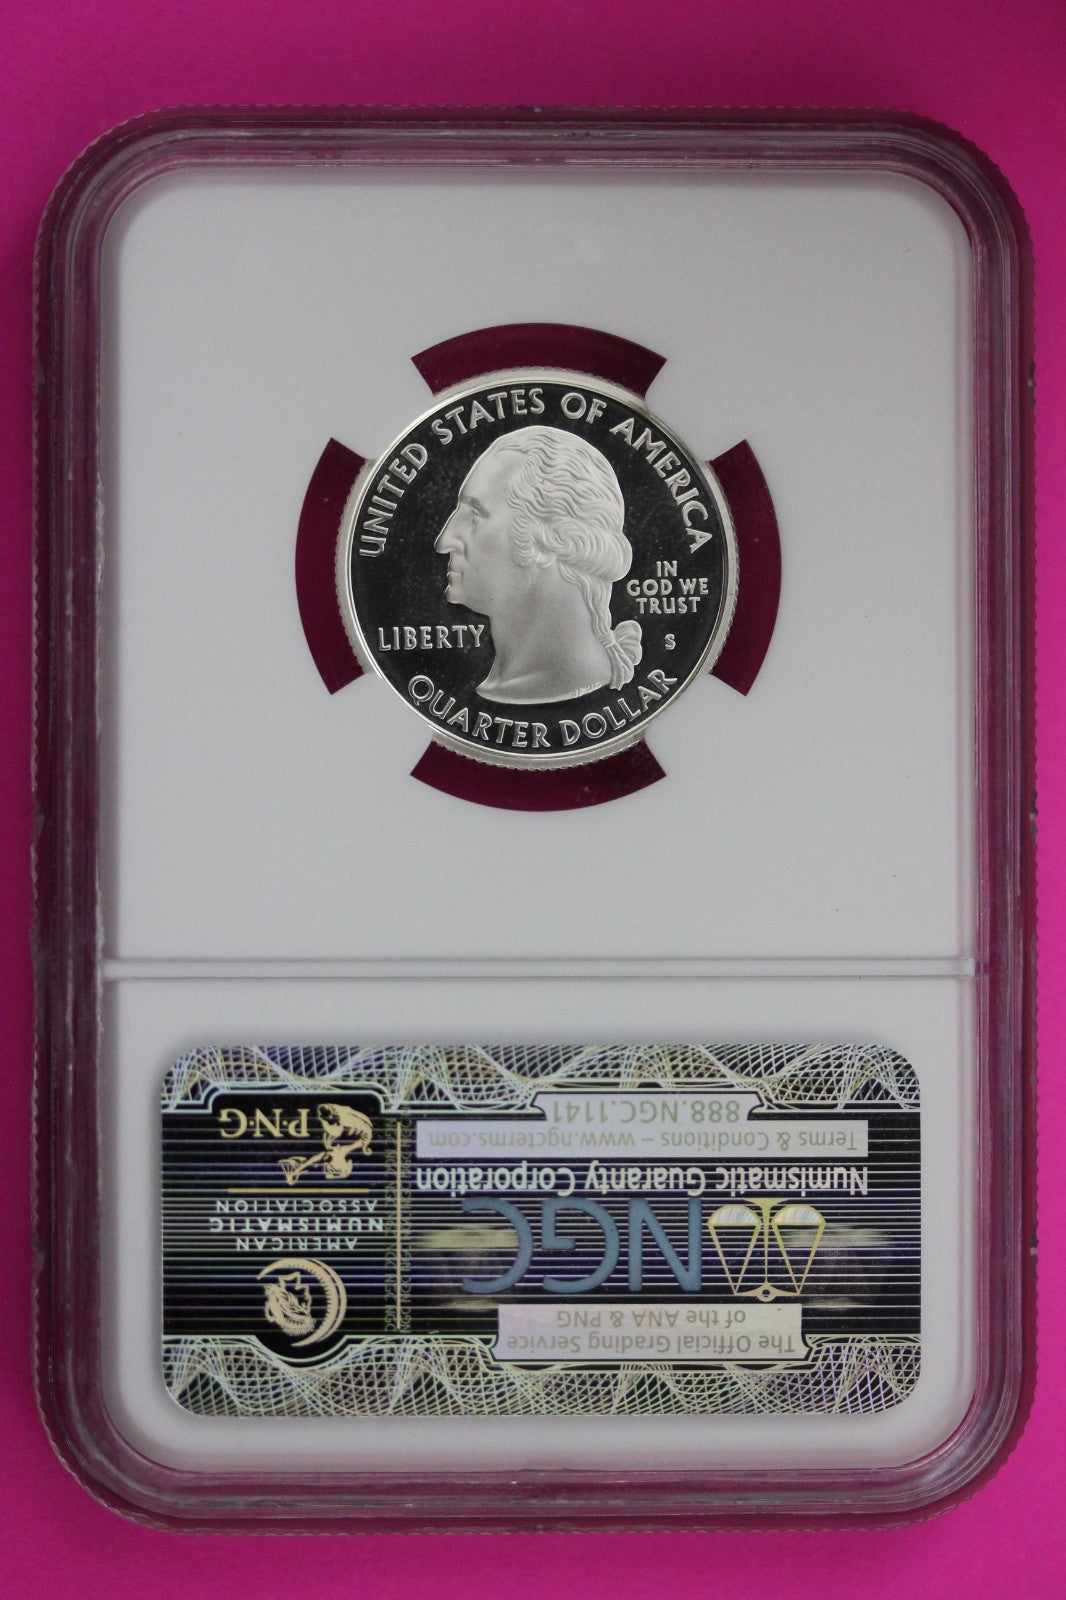 UNITED STATES OF AMERICA
IN
GOD WE
TRUST
LIBERTY
S
QUARTER DOLLAR
The Official Grading Service
of the ANA & PNG
NGC
Numismatic Guaranty Corporation
Terms & Conditions – www.ngcterms.com
888.NGC.1141
AMERICAN
NUMISMATIC
ASSOCIATION
P·N·G